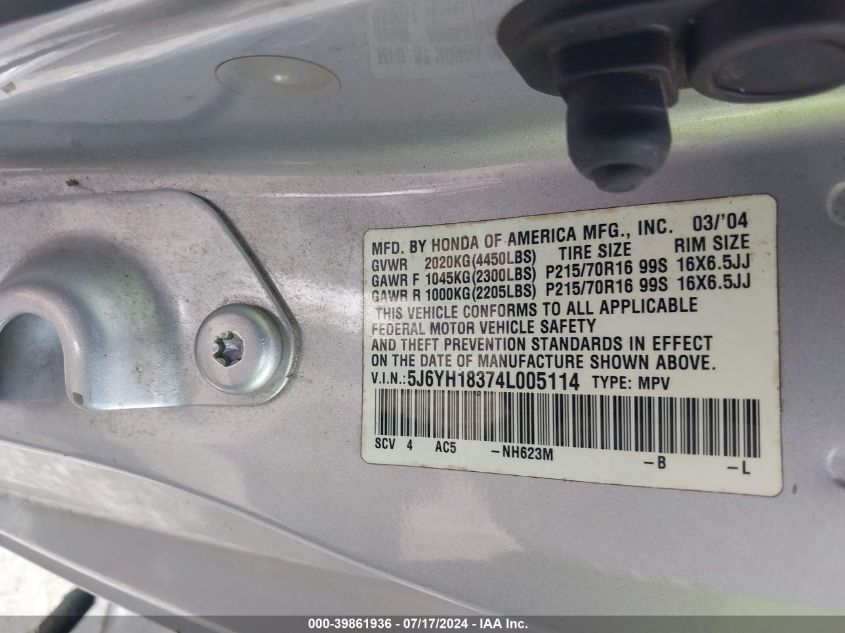 MFD. BY HONDA OF AMERICA MFG., INC. 03/'04
GVWR 2020KG(4450LBS) TIRE SIZE RIM SIZE
GAWR F 1045KG(2300LBS) P215/70R16 99S 16X6.5JJ
GAWR R 1000KG(2205LBS) P215/70R16 99S 16X6.5JJ
THIS VEHICLE CONFORMS TO ALL APPLICABLE
FEDERAL MOTOR VEHICLE SAFETY
AND THEFT PREVENTION STANDARDS IN EFFECT
ON THE DATE OF MANUFACTURE SHOWN ABOVE.
V.I.N.:5J6YH18374L005114 TYPE: MPV
SCV 4 AC5 -NH623M -B -L
000-39861936 - 07/17/2024 - IAA Inc.